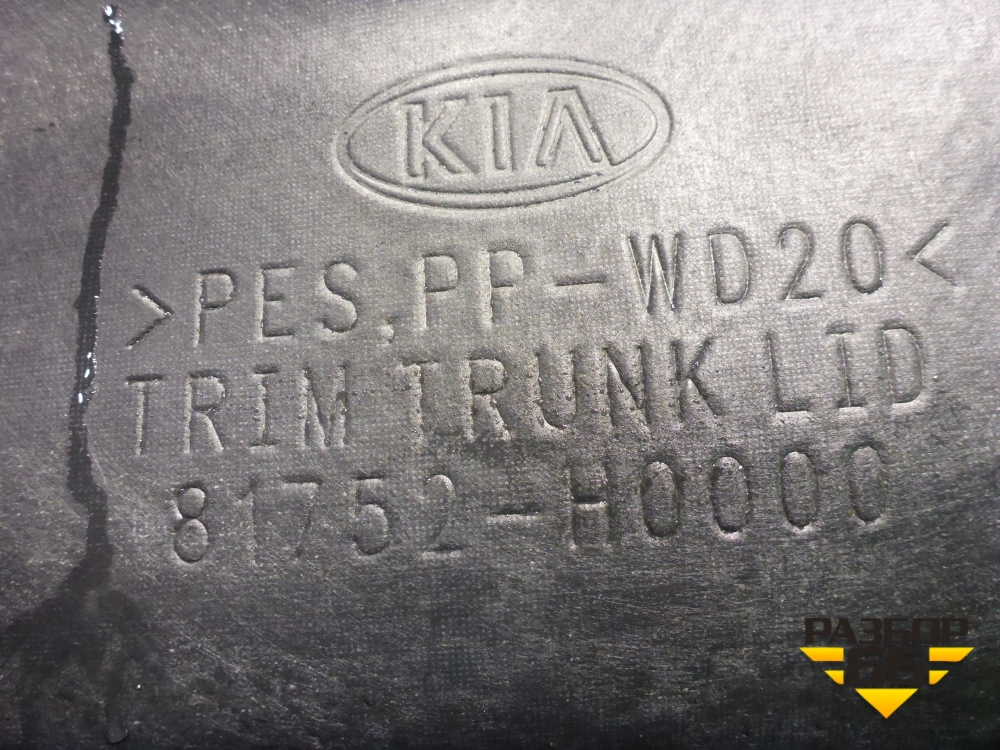 KIA
>PES,PP-WD20<
TRIM TRUNK LID
81752-H0000
РАЗБОР